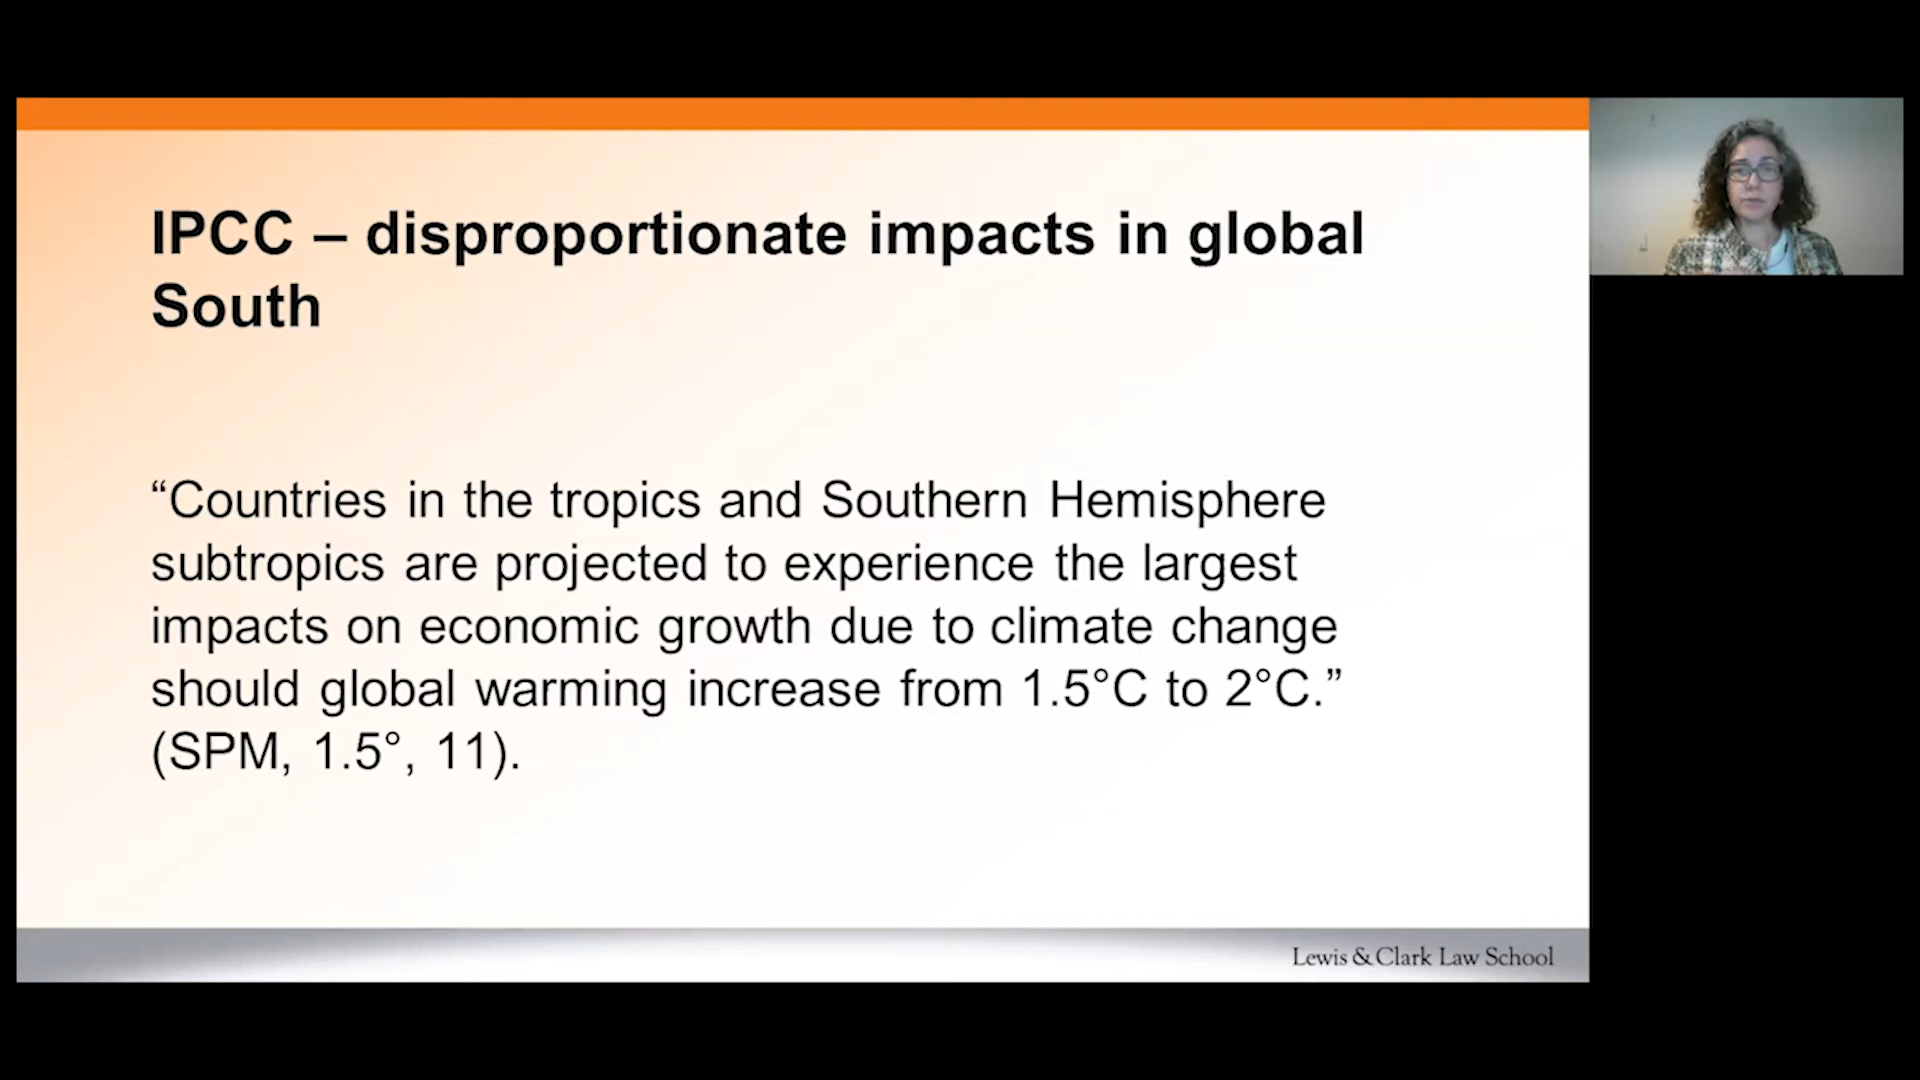 IPCC – disproportionate impacts in global
South
“Countries in the tropics and Southern Hemisphere
subtropics are projected to experience the largest
impacts on economic growth due to climate change
should global warming increase from 1.5°C to 2°C.”
(SPM, 1.5°, 11).
Lewis & Clark Law School